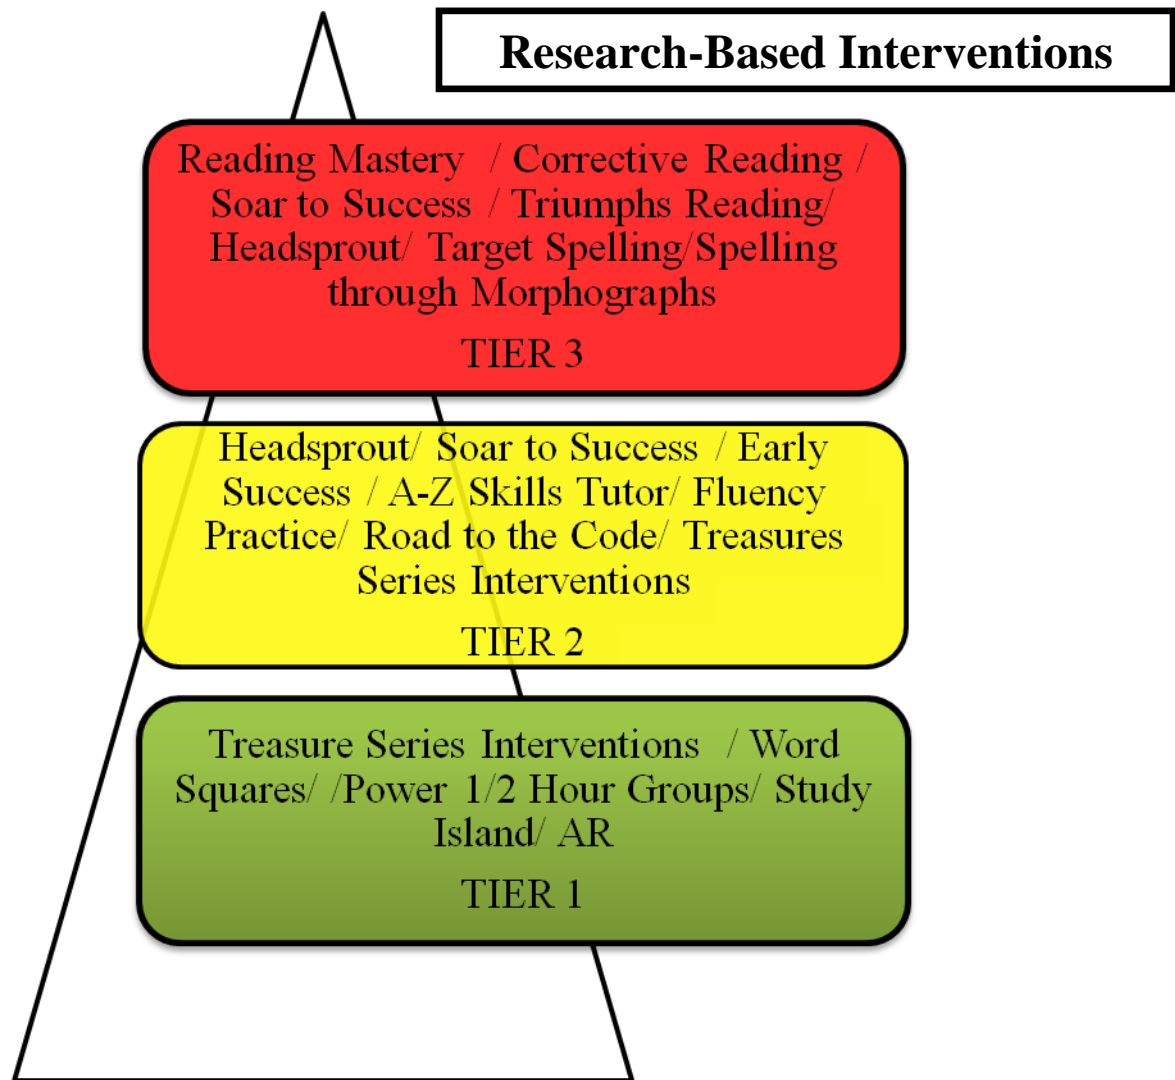 Research-Based Interventions
Reading Mastery / Corrective Reading /
Soar to Success / Triumphs Reading/
Headsprout/ Target Spelling/Spelling
through Morphographs
TIER 3
Headsprout/ Soar to Success / Early
Success / A-Z Skills Tutor/ Fluency
Practice/ Road to the Code/ Treasures
Series Interventions
TIER 2
Treasure Series Interventions / Word
Squares/ /Power 1/2 Hour Groups/ Study
Island/ AR
TIER 1